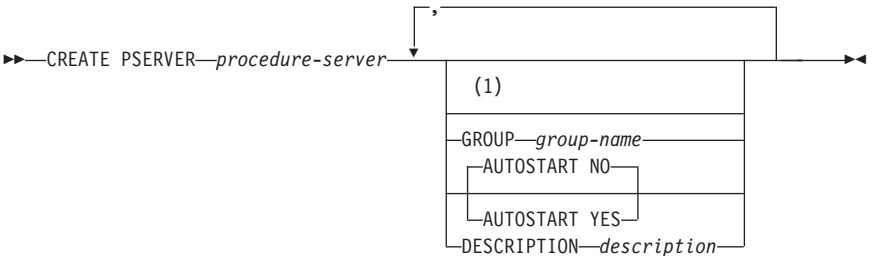 ,
CREATE PSERVER procedure-server
(1)
GROUP group-name
AUTOSTART NO
AUTOSTART YES
DESCRIPTION description